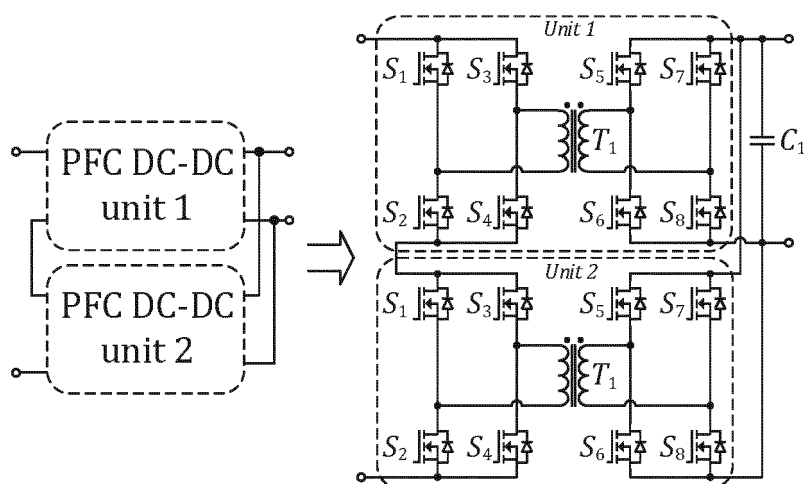 PFC DC-DC
unit 1
PFC DC-DC
unit 2
Unit 1
S1 S3 S5 S7
T1
C1
S2 S4 S6 S8
Unit 2
S1 S3 S5 S7
T1
S2 S4 S6 S8